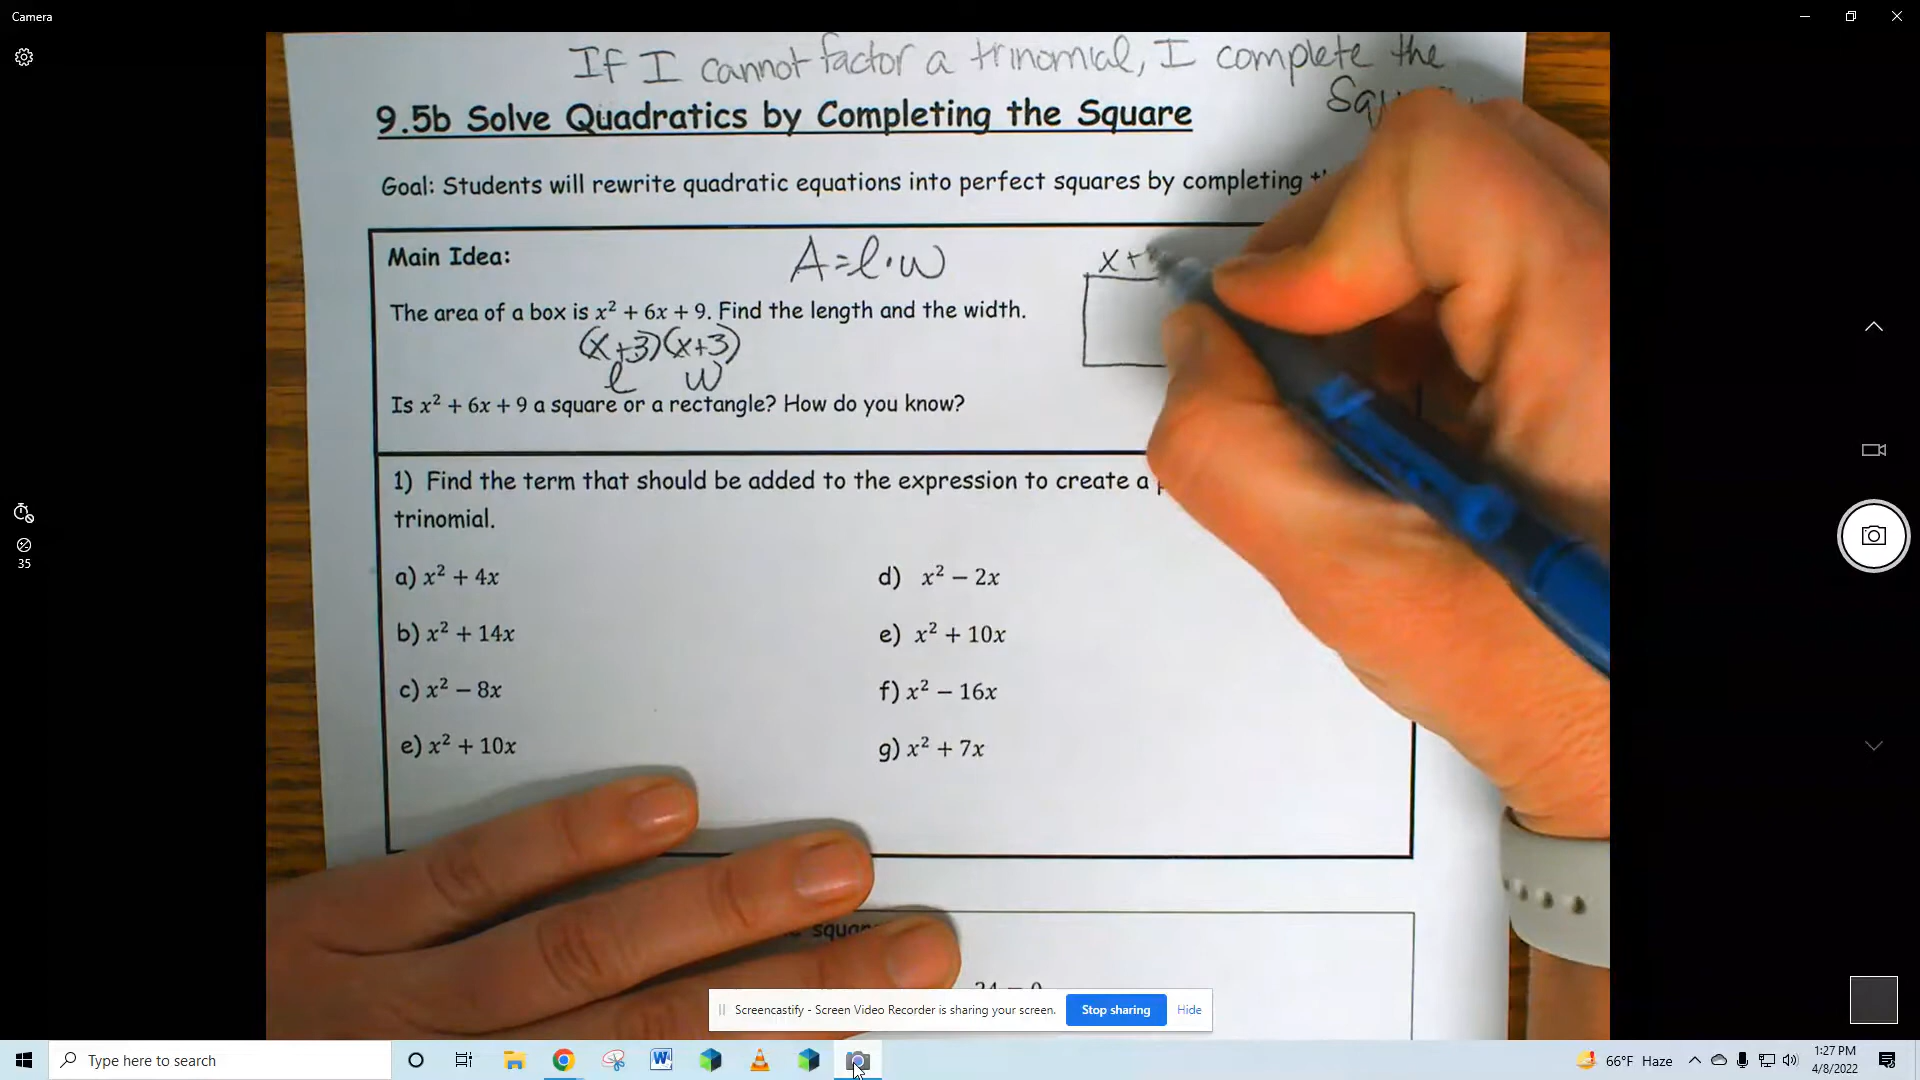 Camera
If I cannot factor a trinomial, I complete the
9.5b Solve Quadratics by Completing the Square
Goal: Students will rewrite quadratic equations into perfect squares by completing
Main Idea:
A=l·w
x+
The area of a box is x² + 6x + 9. Find the length and the width.
(x+3)(x+3)
l w
Is x² + 6x + 9 a square or a rectangle? How do you know?
1) Find the term that should be added to the expression to create a
trinomial.
a) x² + 4x
d) x² − 2x
b) x² + 14x
e) x² + 10x
c) x² − 8x
f) x² − 16x
e) x² + 10x
g) x² + 7x
35
Screencastify - Screen Video Recorder is sharing your screen.
Stop sharing
Hide
Type here to search
66°F Haze
1:27 PM
4/8/2022